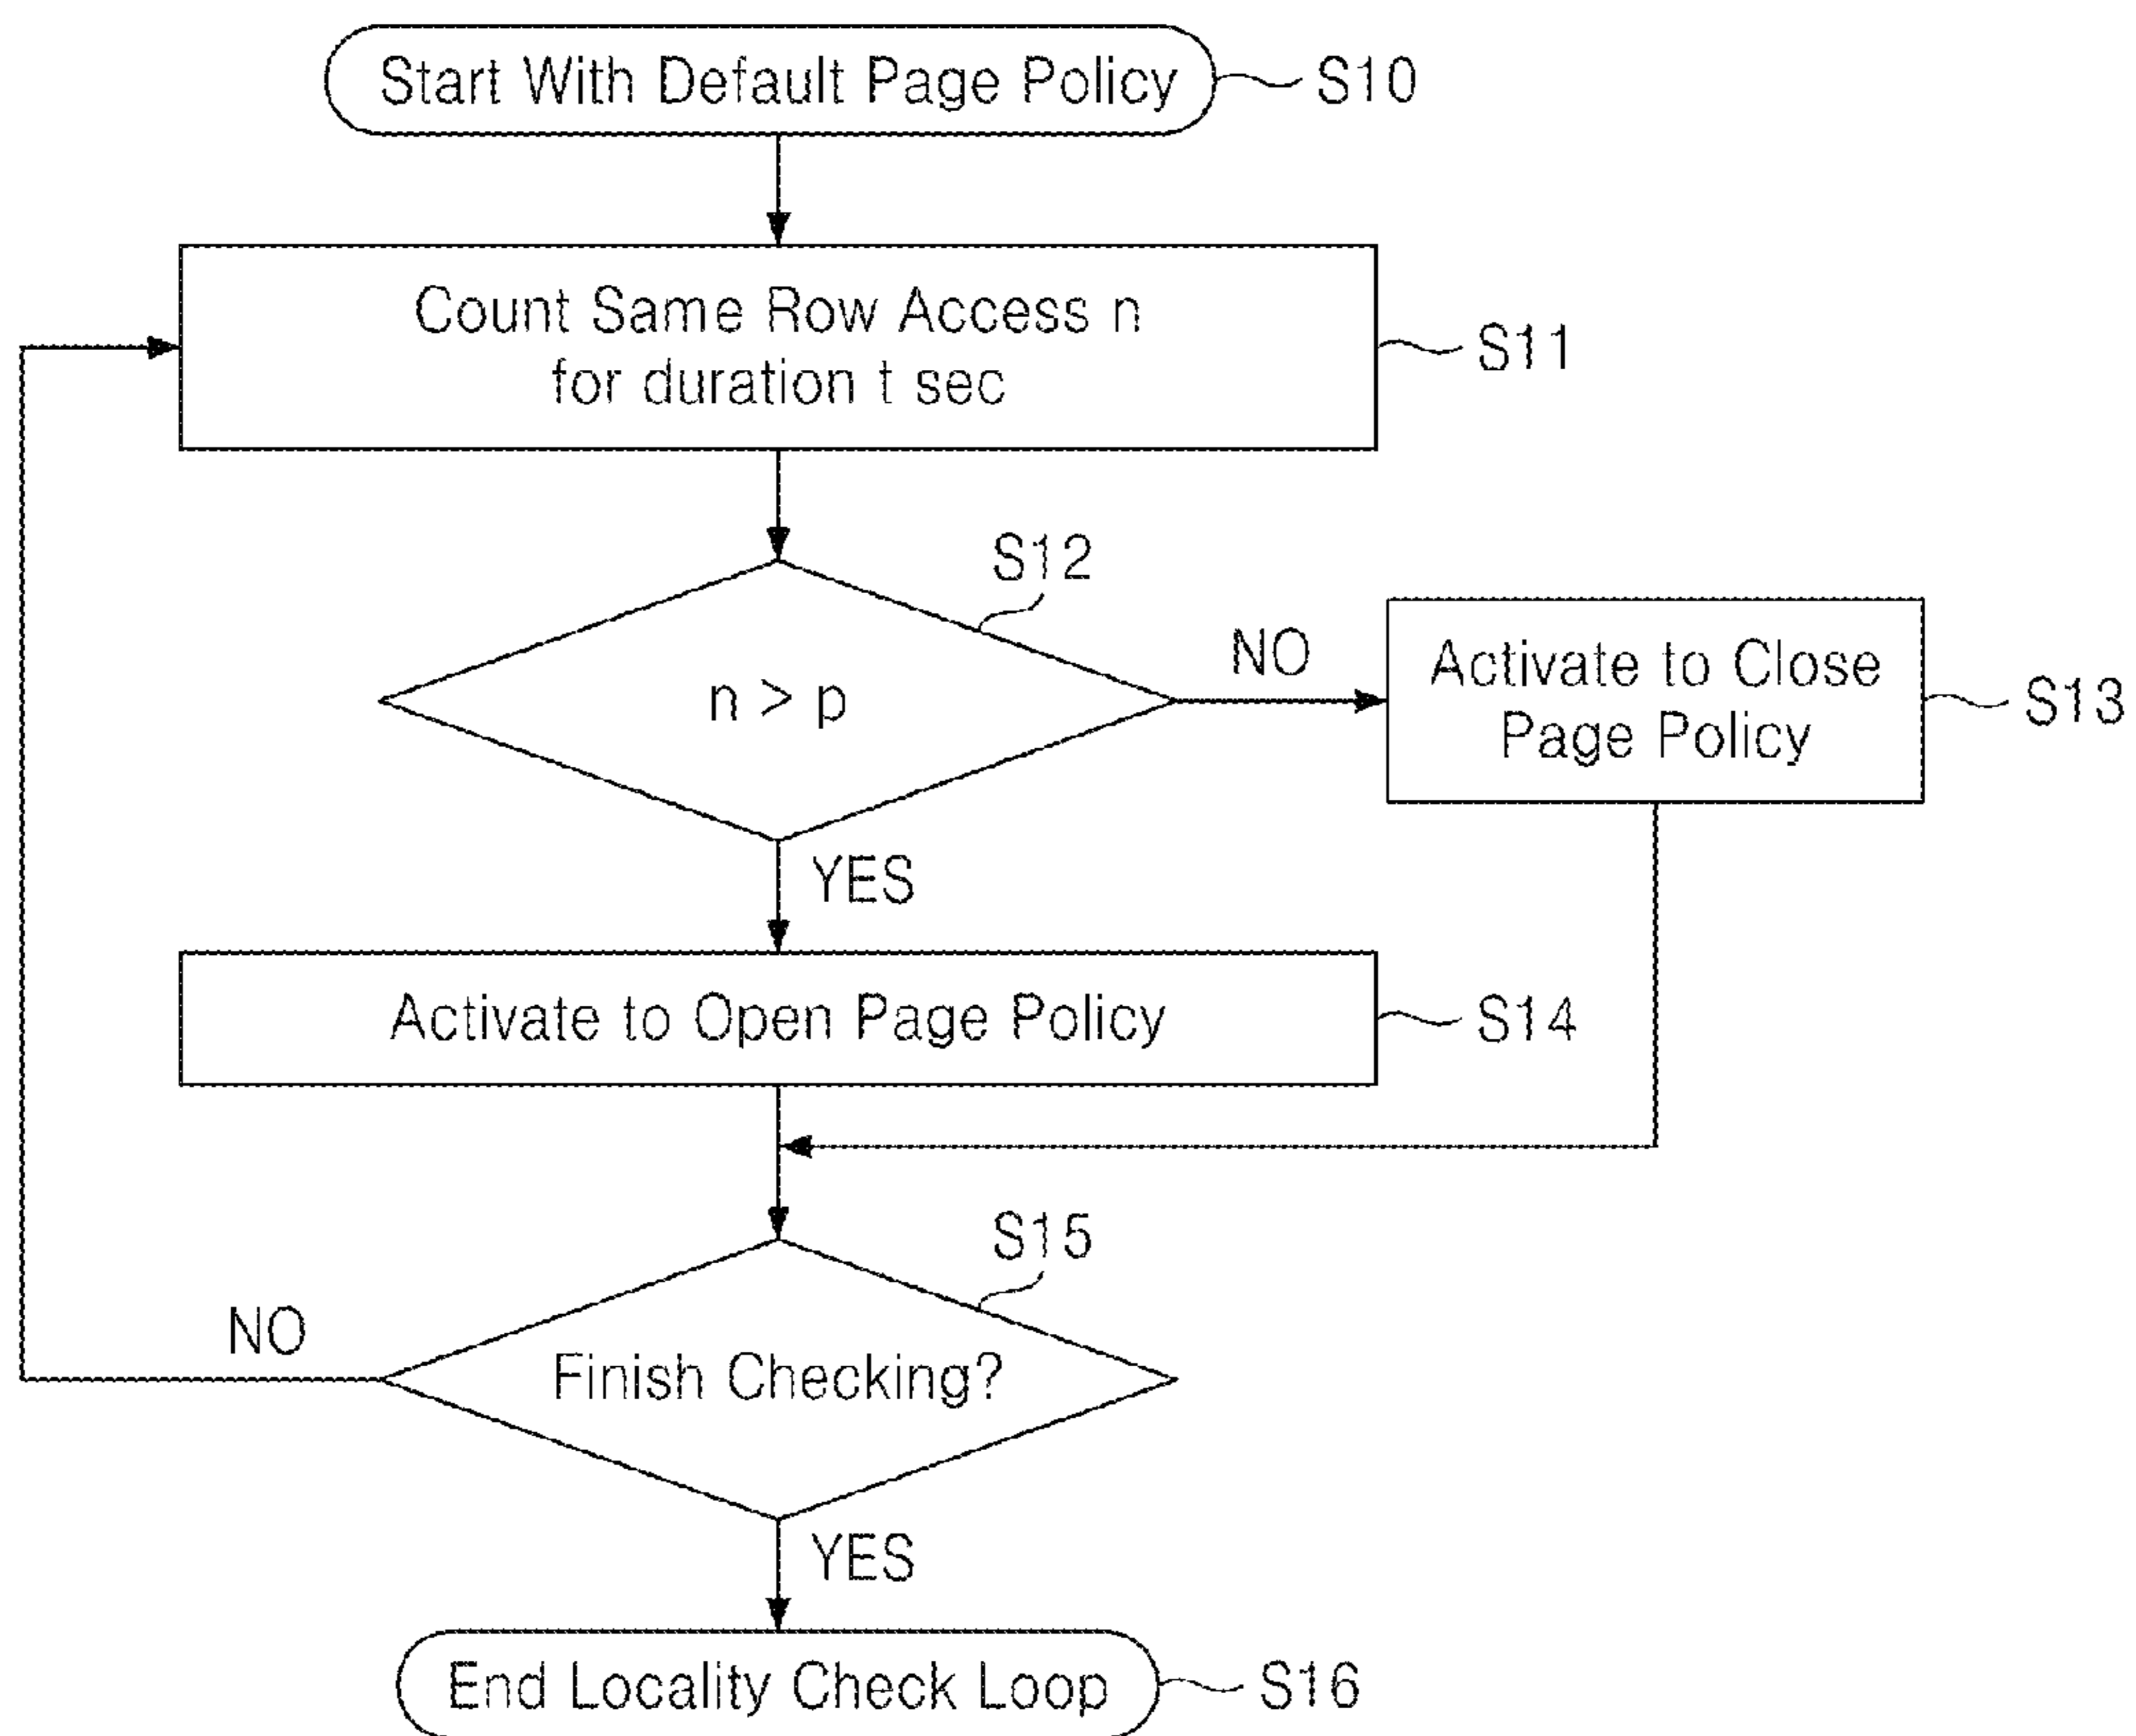 Start With Default Page Policy
S10
Count Same Row Access n
for duration t sec
S11
S12
n > p
NO
Activate to Close
Page Policy
S13
YES
Activate to Open Page Policy
S14
S15
NO
Finish Checking?
YES
End Locality Check Loop
S16